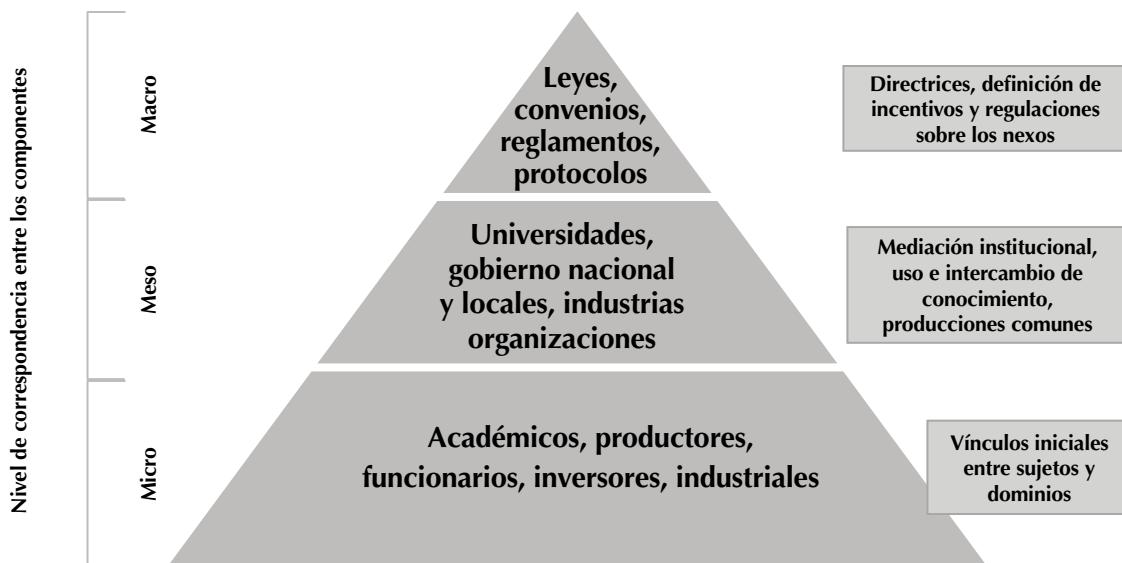 Nivel de correspondencia entre los componentes
Macro
Leyes,
convenios,
reglamentos,
protocolos
Directrices, definición de
incentivos y regulaciones
sobre los nexos
Meso
Universidades,
gobierno nacional
y locales, industrias
organizaciones
Mediación institucional,
uso e intercambio de
conocimiento,
producciones comunes
Micro
Académicos, productores,
funcionarios, inversores, industriales
Vínculos iniciales
entre sujetos y
dominios